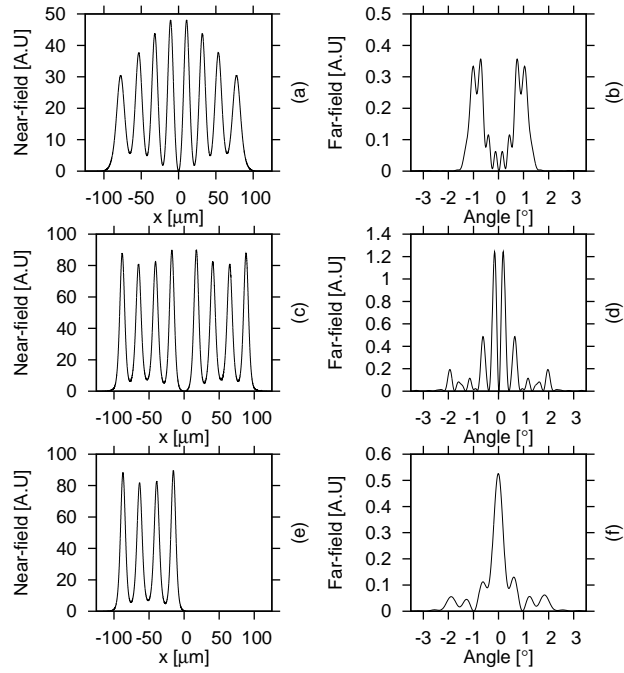 50
40
30
20
10
0
Near-field [A.U]
-100 -50 0 50 100
x [μm]
(a)
0.5
0.4
0.3
0.2
0.1
0
Far-field [A.U]
-3 -2 -1 0 1 2 3
Angle [°]
(b)
100
80
60
40
20
0
Near-field [A.U]
-100 -50 0 50 100
x [μm]
(c)
1.4
1.2
1
0.8
0.6
0.4
0.2
0
Far-field [A.U]
-3 -2 -1 0 1 2 3
Angle [°]
(d)
100
80
60
40
20
0
Near-field [A.U]
-100 -50 0 50 100
x [μm]
(e)
0.6
0.5
0.4
0.3
0.2
0.1
0
Far-field [A.U]
-3 -2 -1 0 1 2 3
Angle [°]
(f)